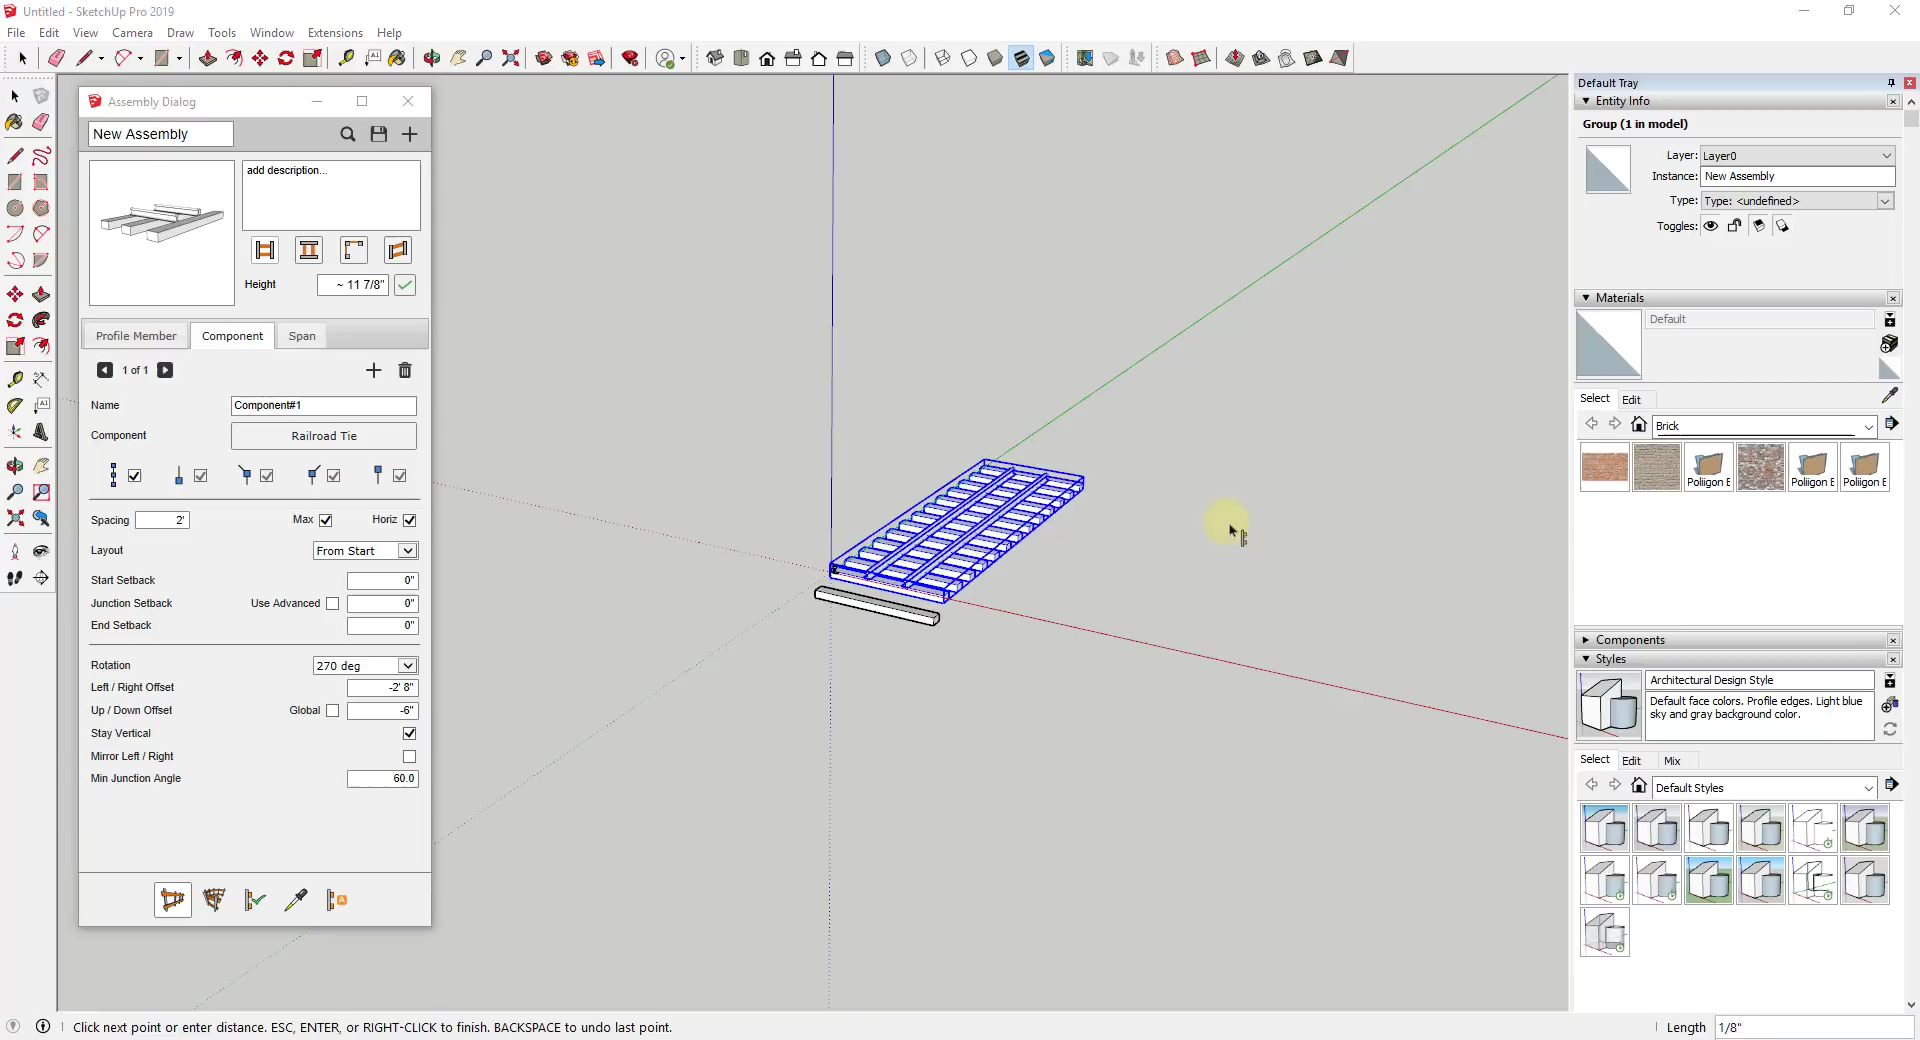 Untitled - SketchUp Pro 2019
File Edit View Camera Draw Tools Window Extensions Help
Assembly Dialog
New Assembly
add description...
Height ~ 11 7/8"
Profile Member Component Span
1 of 1
Name Component#1
Component Railroad Tie
Spacing 2' Max Horiz
Layout From Start
Start Setback 0"
Junction Setback Use Advanced 0"
End Setback 0"
Rotation 270 deg
Left / Right Offset -2' 8"
Up / Down Offset Global -6"
Stay Vertical
Mirror Left / Right
Min Junction Angle 60.0
Default Tray
Entity Info
Group (1 in model)
Layer: Layer0
Instance: New Assembly
Type: Type: <undefined>
Toggles:
Materials
Default
Select Edit
Brick
Poliigon E Poliigon E Poliigon E
Components
Styles
Architectural Design Style
Default face colors. Profile edges. Light blue
sky and gray background color.
Select Edit Mix
Default Styles
Click next point or enter distance. ESC, ENTER, or RIGHT-CLICK to finish. BACKSPACE to undo last point.
Length 1/8"